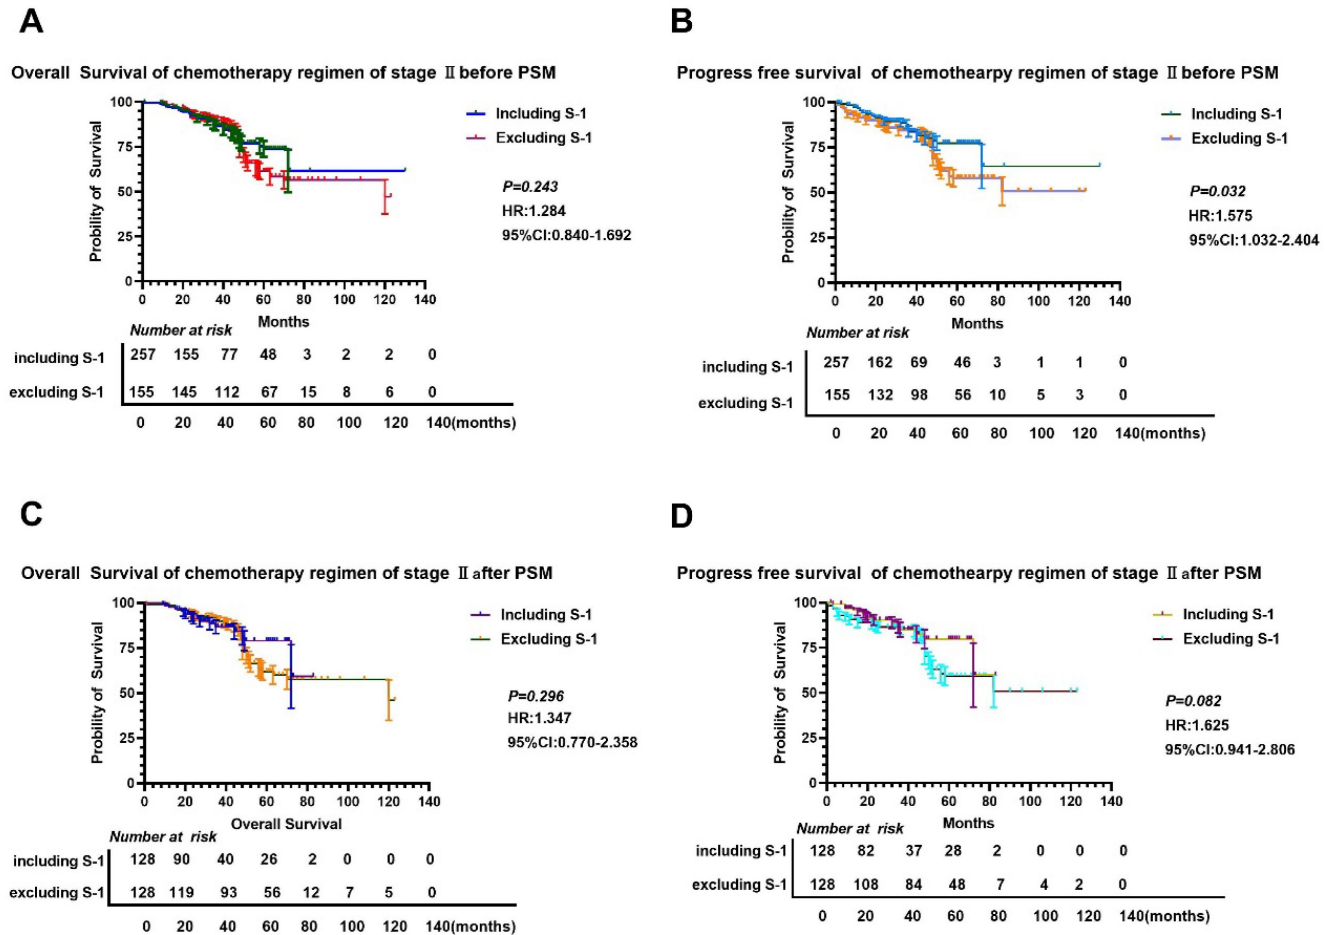 A
Overall Survival of chemotherapy regimen of stage Ⅱ before PSM
Probility of Survival
100
75
50
25
0
0 20 40 60 80 100 120 140
Months
Including S-1
Excluding S-1
P=0.243
HR:1.284
95%CI:0.840-1.692
Number at risk
including S-1 257 155 77 48 3 2 2 0
excluding S-1 155 145 112 67 15 8 6 0
0 20 40 60 80 100 120 140(months)
B
Progress free survival of chemothearpy regimen of stage Ⅱ before PSM
Probility of Survival
100
75
50
25
0
0 20 40 60 80 100 120 140
Months
Including S-1
Excluding S-1
P=0.032
HR:1.575
95%CI:1.032-2.404
Number at risk
including S-1 257 162 69 46 3 1 1 0
excluding S-1 155 132 98 56 10 5 3 0
0 20 40 60 80 100 120 140(months)
C
Overall Survival of chemotherapy regimen of stage Ⅱ after PSM
Probility of Survival
100
75
50
25
0
0 20 40 60 80 100 120 140
Overall Survival
Including S-1
Excluding S-1
P=0.296
HR:1.347
95%CI:0.770-2.358
Number at risk
including S-1 128 90 40 26 2 0 0 0
excluding S-1 128 119 93 56 12 7 5 0
0 20 40 60 80 100 120 140(months)
D
Progress free survival of chemothearpy regimen of stage Ⅱ after PSM
Probility of Survival
100
75
50
25
0
0 20 40 60 80 100 120 140
Months
Including S-1
Excluding S-1
P=0.082
HR:1.625
95%CI:0.941-2.806
Number at risk
including S-1 128 82 37 28 2 0 0 0
excluding S-1 128 108 84 48 7 4 2 0
0 20 40 60 80 100 120 140(months)